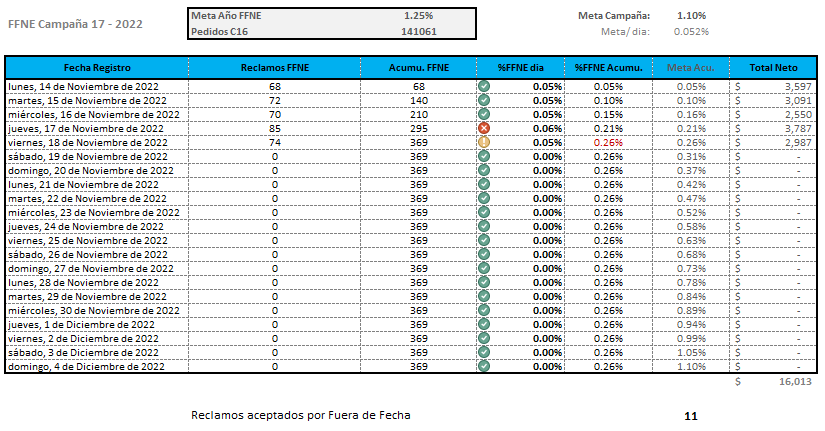 FFNE Campaña 17 - 2022
Meta Año FFNE 1.25% Meta Campaña: 1.10%
Pedidos C16 141061 Meta/ dia: 0.052%
Fecha Registro Reclamos FFNE Acumu. FFNE %FFNE dia %FFNE Acumu. Meta Acu. Total Neto
lunes, 14 de Noviembre de 2022 68 68 0.05% 0.05% 0.05% $ 3,597
martes, 15 de Noviembre de 2022 72 140 0.05% 0.10% 0.10% $ 3,091
miércoles, 16 de Noviembre de 2022 70 210 0.05% 0.15% 0.16% $ 2,550
jueves, 17 de Noviembre de 2022 85 295 0.06% 0.21% 0.21% $ 3,787
viernes, 18 de Noviembre de 2022 74 369 0.05% 0.26% 0.26% $ 2,987
sábado, 19 de Noviembre de 2022 0 369 0.00% 0.26% 0.31% $ -
domingo, 20 de Noviembre de 2022 0 369 0.00% 0.26% 0.37% $ -
lunes, 21 de Noviembre de 2022 0 369 0.00% 0.26% 0.42% $ -
martes, 22 de Noviembre de 2022 0 369 0.00% 0.26% 0.47% $ -
miércoles, 23 de Noviembre de 2022 0 369 0.00% 0.26% 0.52% $ -
jueves, 24 de Noviembre de 2022 0 369 0.00% 0.26% 0.58% $ -
viernes, 25 de Noviembre de 2022 0 369 0.00% 0.26% 0.63% $ -
sábado, 26 de Noviembre de 2022 0 369 0.00% 0.26% 0.68% $ -
domingo, 27 de Noviembre de 2022 0 369 0.00% 0.26% 0.73% $ -
lunes, 28 de Noviembre de 2022 0 369 0.00% 0.26% 0.78% $ -
martes, 29 de Noviembre de 2022 0 369 0.00% 0.26% 0.84% $ -
miércoles, 30 de Noviembre de 2022 0 369 0.00% 0.26% 0.89% $ -
jueves, 1 de Diciembre de 2022 0 369 0.00% 0.26% 0.94% $ -
viernes, 2 de Diciembre de 2022 0 369 0.00% 0.26% 0.99% $ -
sábado, 3 de Diciembre de 2022 0 369 0.00% 0.26% 1.05% $ -
domingo, 4 de Diciembre de 2022 0 369 0.00% 0.26% 1.10% $ -
$ 16,013
Reclamos aceptados por Fuera de Fecha 11